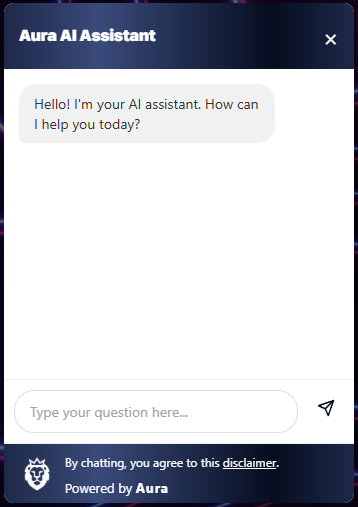 Aura AI Assistant
Hello! I'm your AI assistant. How can
I help you today?
Type your question here...
By chatting, you agree to this disclaimer.
Powered by Aura